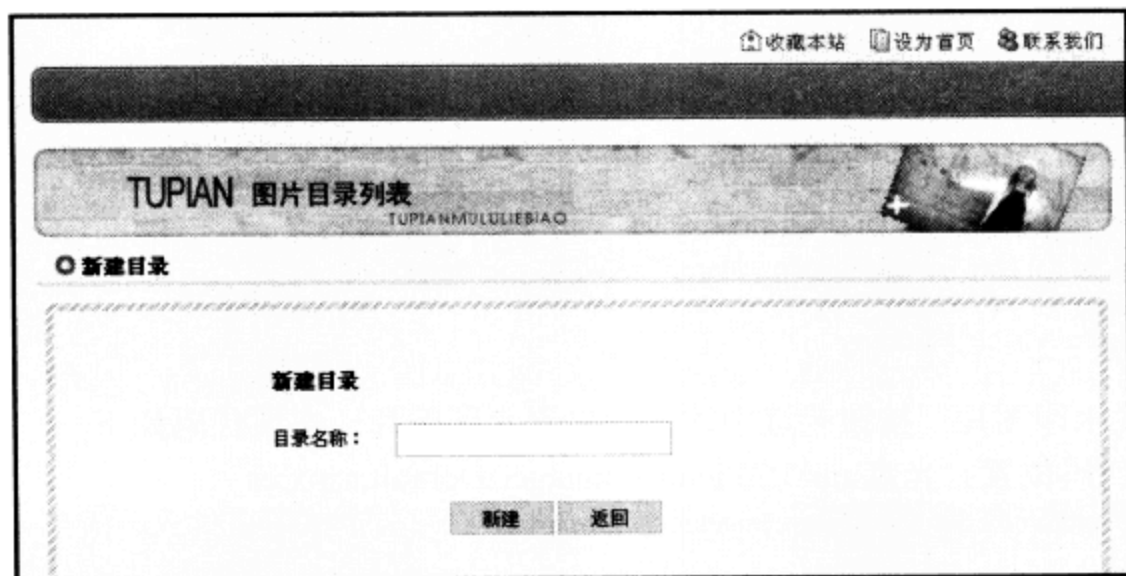 收藏本站 设为首页 联系我们
TUPIAN 图片目录列表
TUPIANMULULIEBIAO
新建目录
新建目录
目录名称：
新建 返回